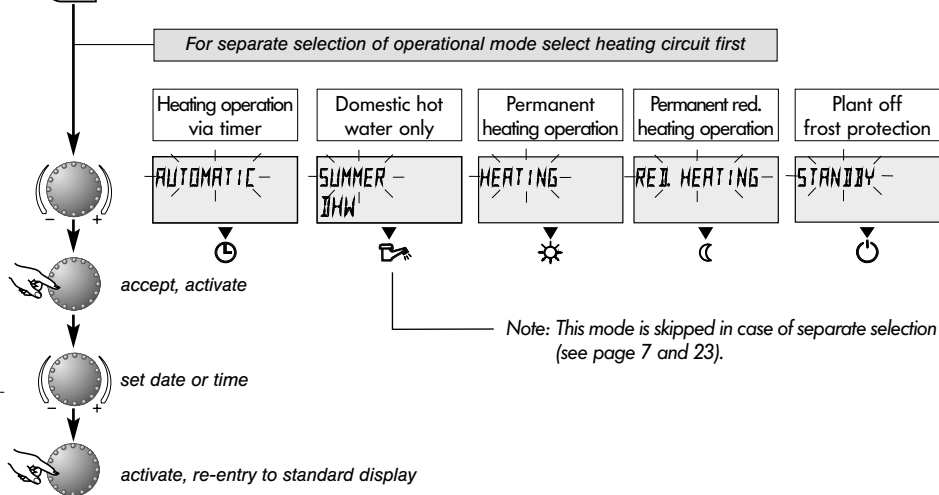 For separate selection of operational mode select heating circuit first
Heating operation
via timer
Domestic hot
water only
Permanent
heating operation
Permanent red.
heating operation
Plant off
frost protection
AUTOMATIC
SUMMER
DHW
HEATING
RED. HEATING
STANDBY
- +
accept, activate
Note: This mode is skipped in case of separate selection
(see page 7 and 23).
set date or time
- +
activate, re-entry to standard display